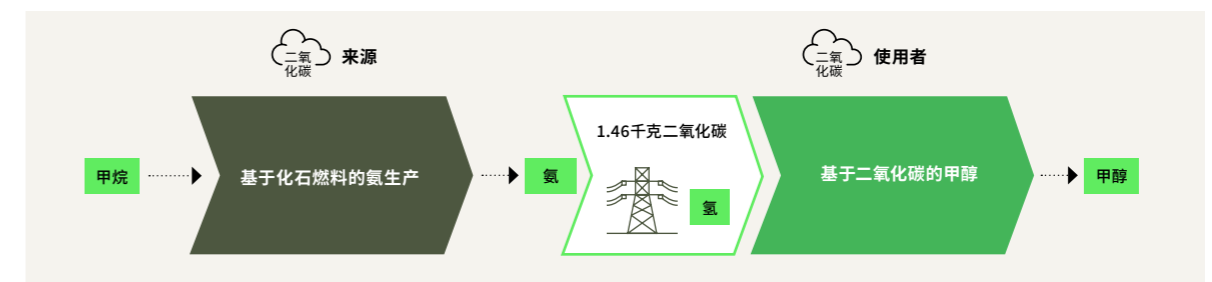 二氧
化碳
来源
二氧
化碳
使用者
甲烷
基于化石燃料的氨生产
氨
1.46千克二氧化碳
氢
基于二氧化碳的甲醇
甲醇